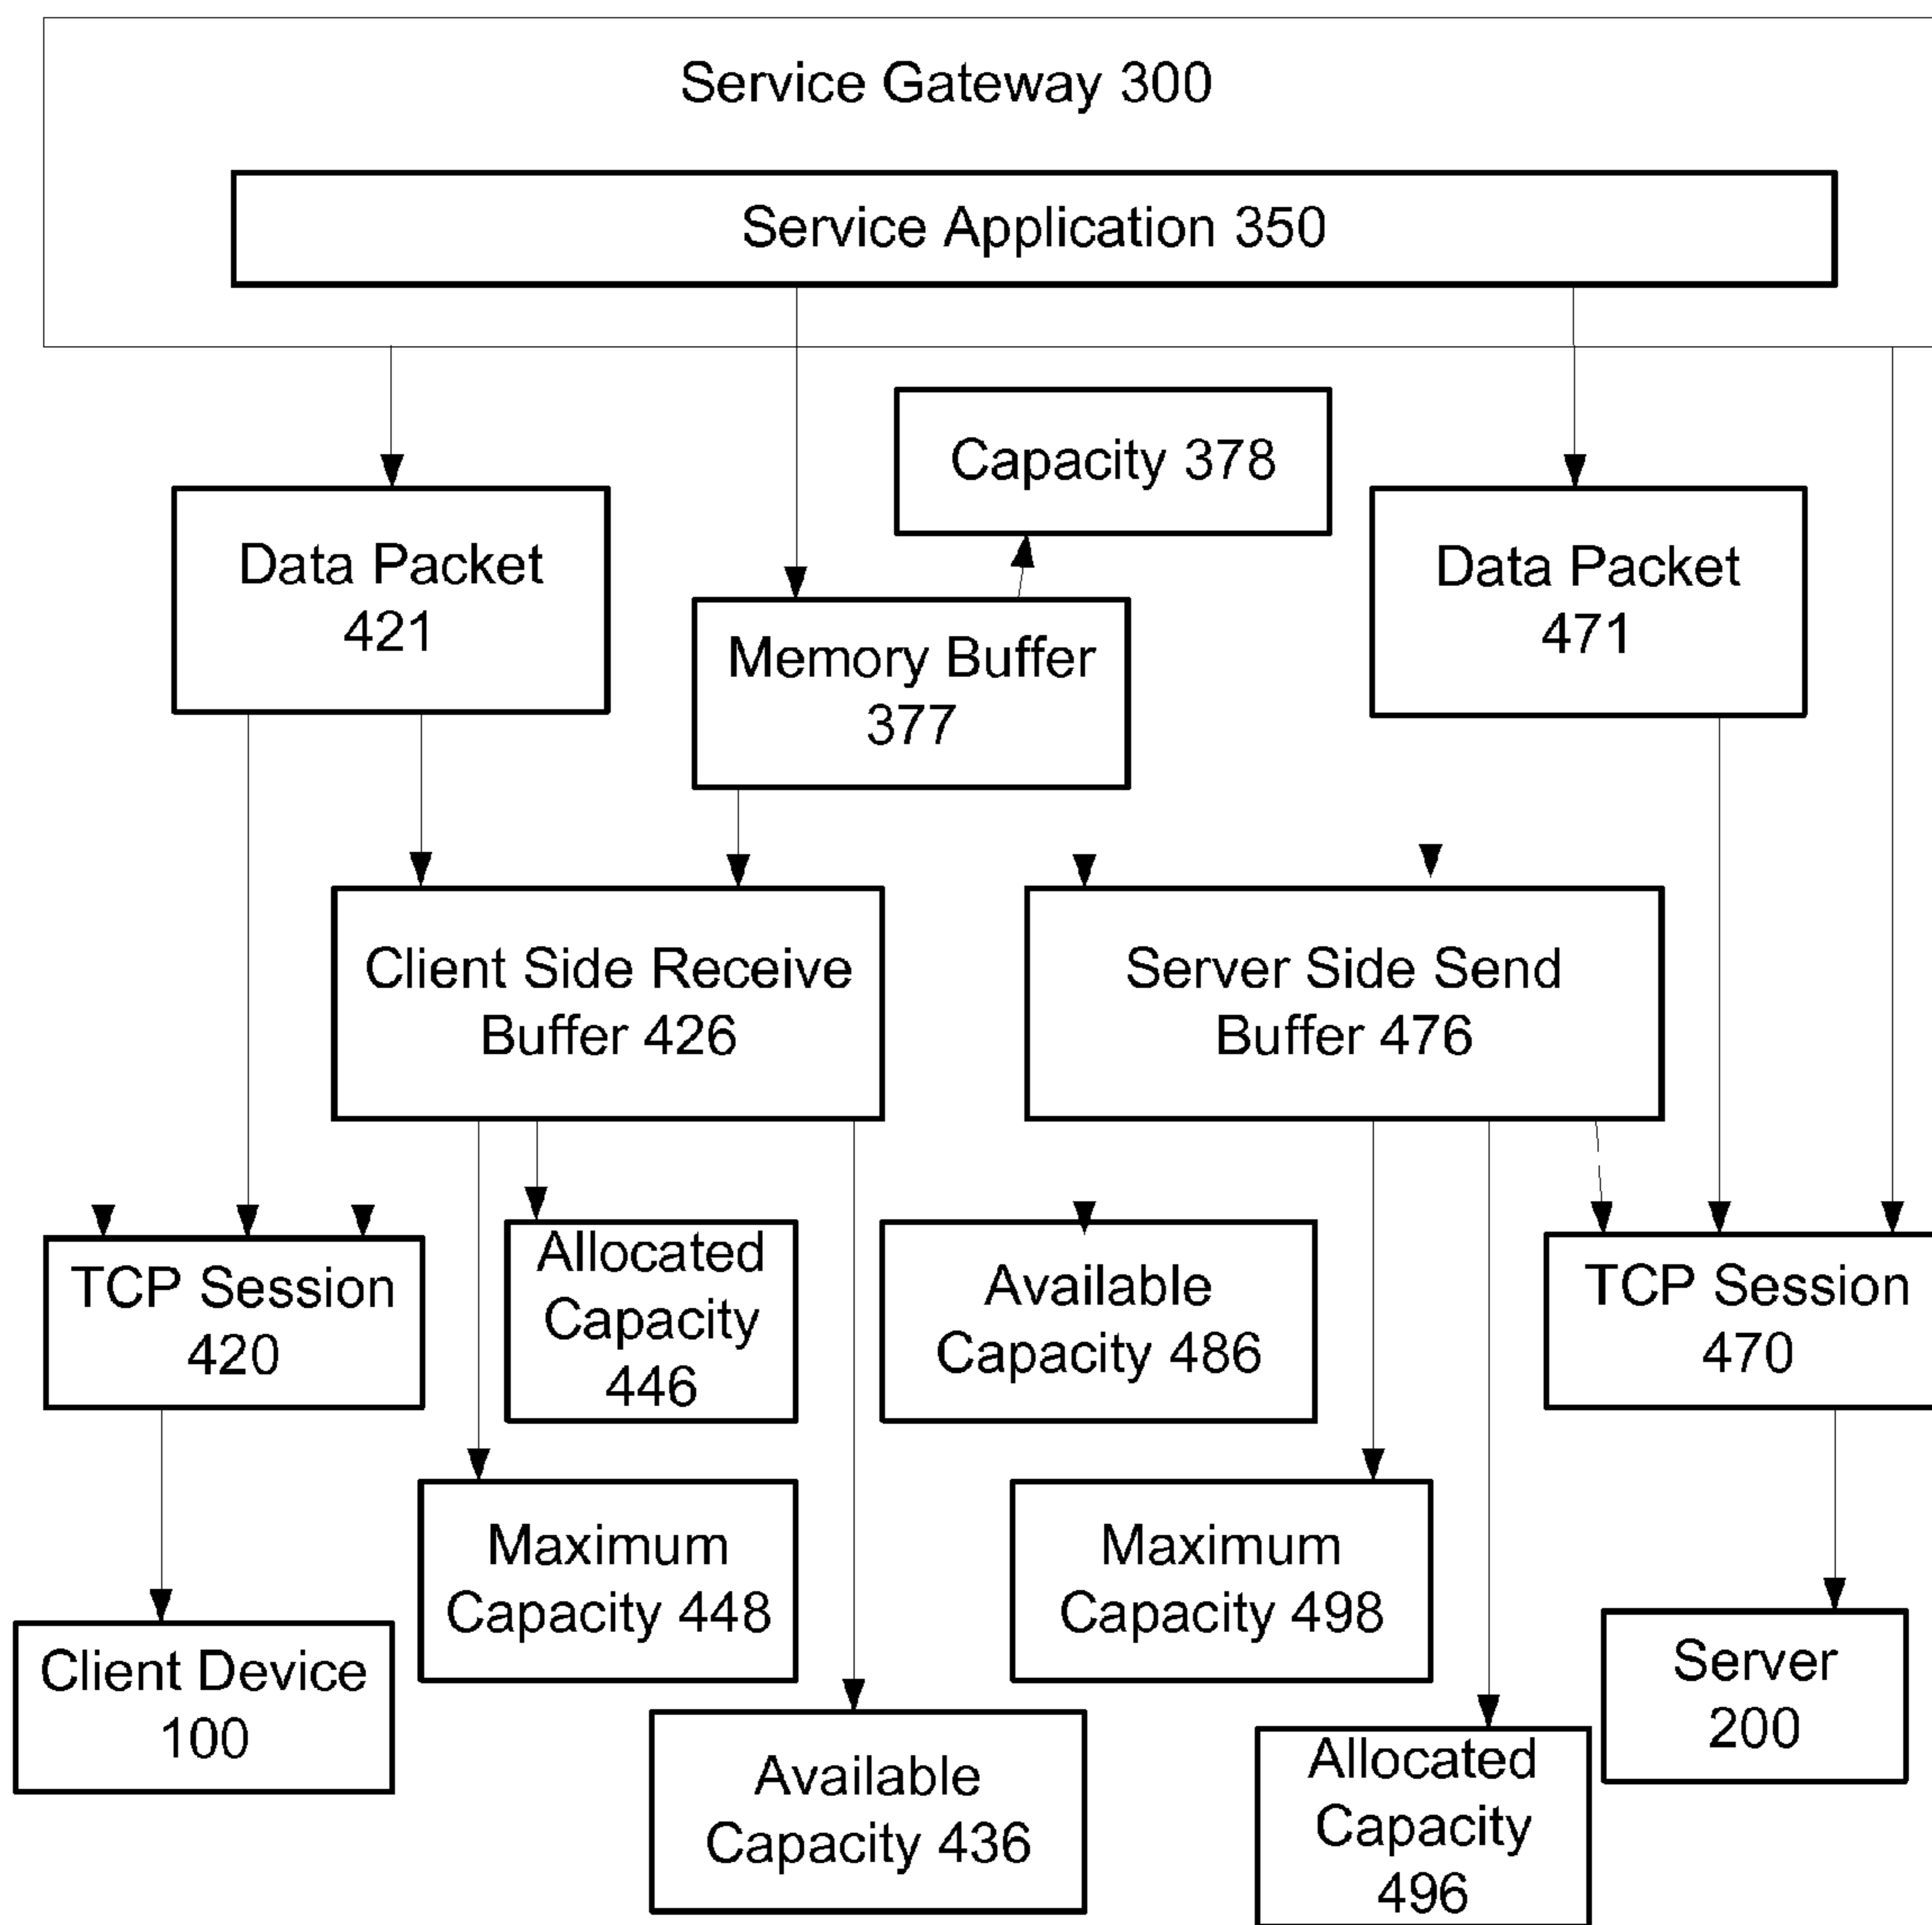 Service Gateway 300
Service Application 350
Capacity 378
Data Packet
421
Data Packet
471
Memory Buffer
377
Client Side Receive
Buffer 426
Server Side Send
Buffer 476
TCP Session
420
Allocated
Capacity
446
Available
Capacity 486
TCP Session
470
Maximum
Capacity 448
Maximum
Capacity 498
Client Device
100
Server
200
Available
Capacity 436
Allocated
Capacity
496